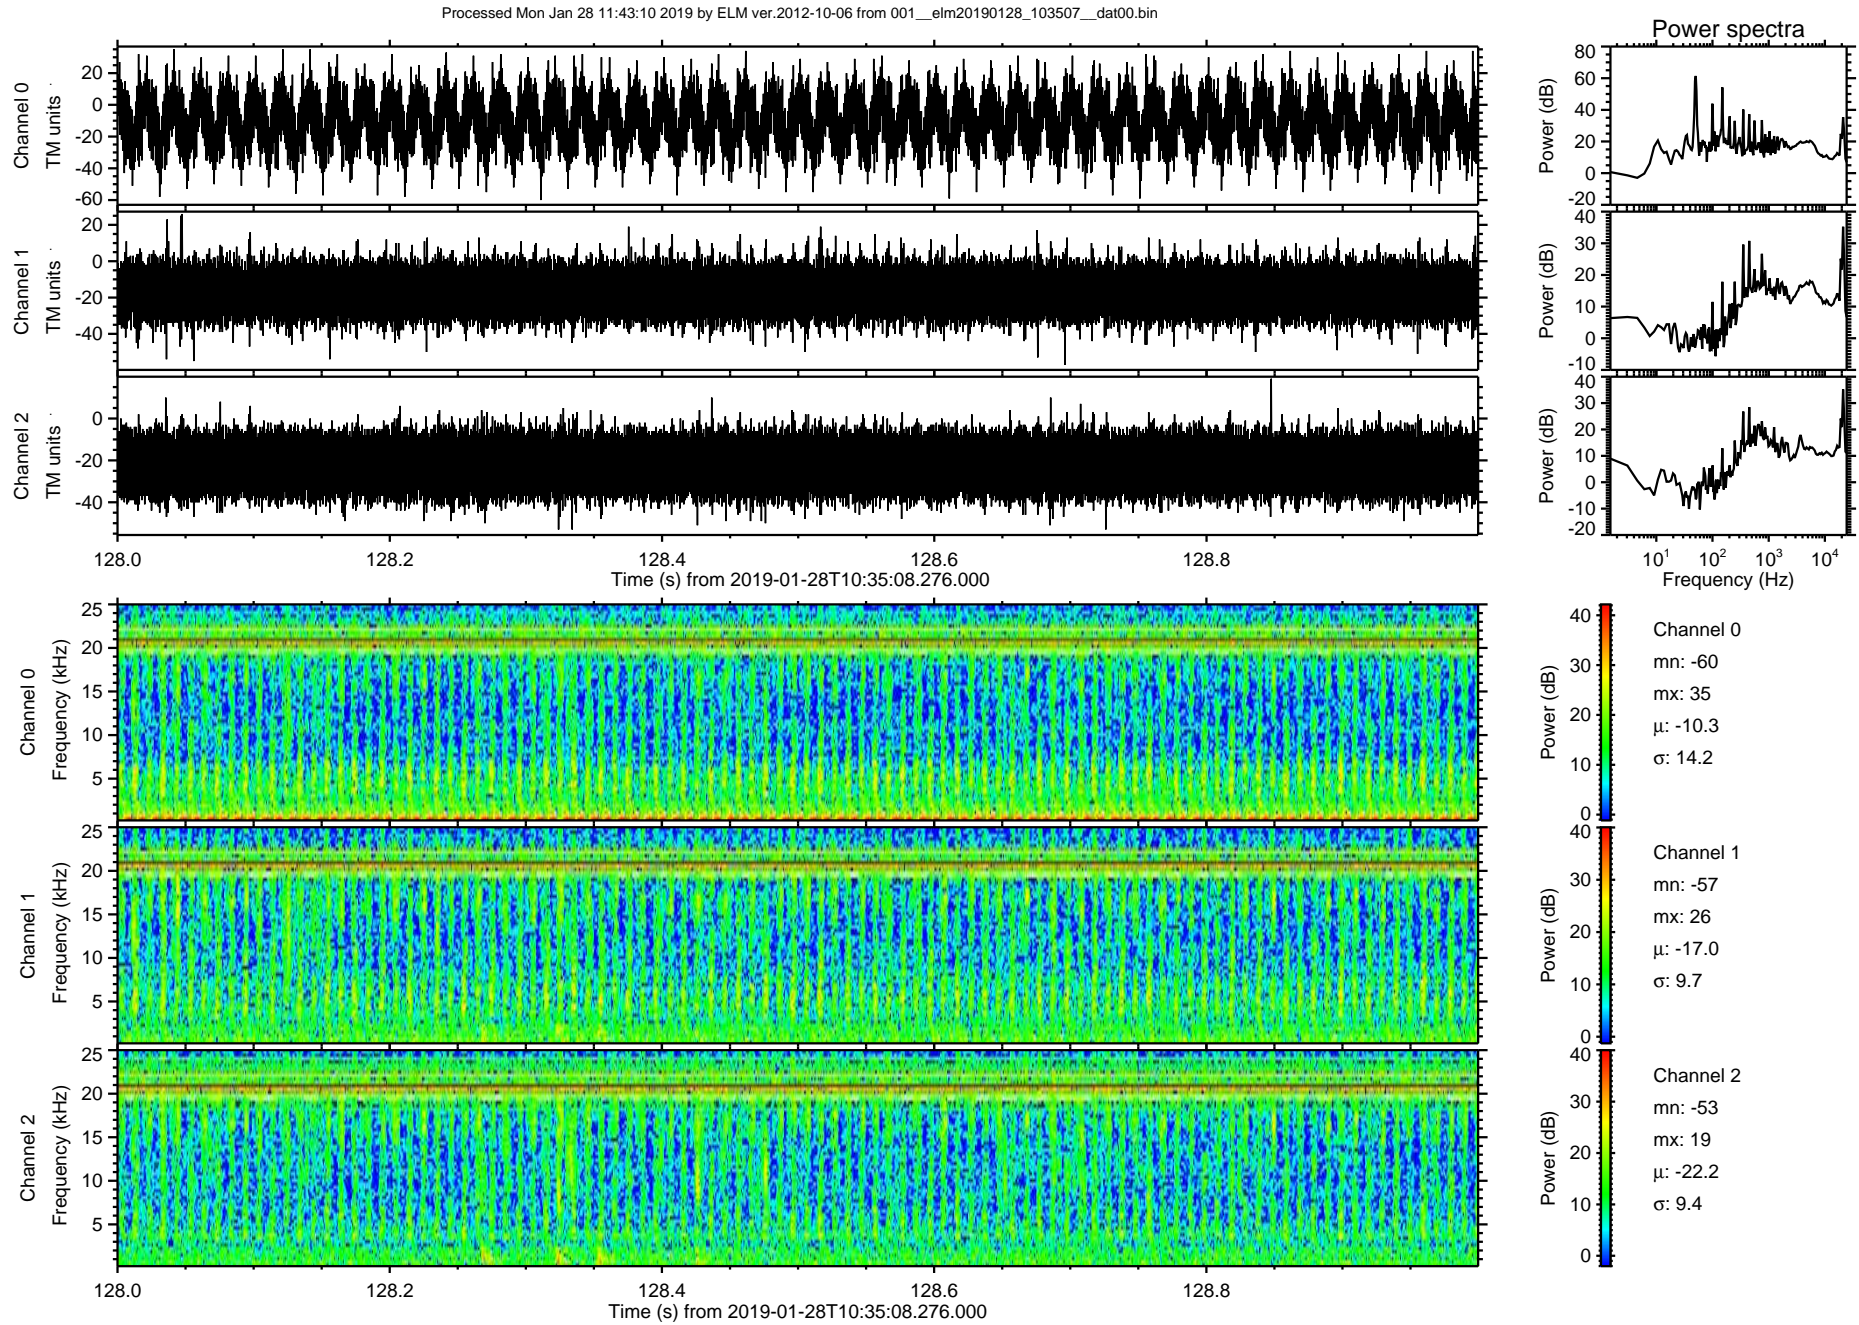 Processed Mon Jan 28 11:43:10 2019 by ELM ver.2012-10-06 from 001__elm20190128_103507__dat00.bin
Power spectra
Channel 0
TM units
20
0
-20
-40
-60
Power (dB)
80
60
40
20
0
-20
Channel 1
TM units
20
0
-20
-40
Power (dB)
40
30
20
10
0
-10
Channel 2
TM units
0
-20
-40
Power (dB)
40
30
20
10
0
-10
-20
128.0 128.2 128.4 128.6 128.8
Time (s) from 2019-01-28T10:35:08.276.000
10^1 10^2 10^3 10^4
Frequency (Hz)
Channel 0
Frequency (kHz)
25
20
15
10
5
Power (dB)
40
30
20
10
0
Channel 0
mn: -60
mx: 35
μ: -10.3
σ: 14.2
Channel 1
Frequency (kHz)
25
20
15
10
5
Power (dB)
40
30
20
10
0
Channel 1
mn: -57
mx: 26
μ: -17.0
σ: 9.7
Channel 2
Frequency (kHz)
25
20
15
10
5
Power (dB)
40
30
20
10
0
Channel 2
mn: -53
mx: 19
μ: -22.2
σ: 9.4
128.0 128.2 128.4 128.6 128.8
Time (s) from 2019-01-28T10:35:08.276.000